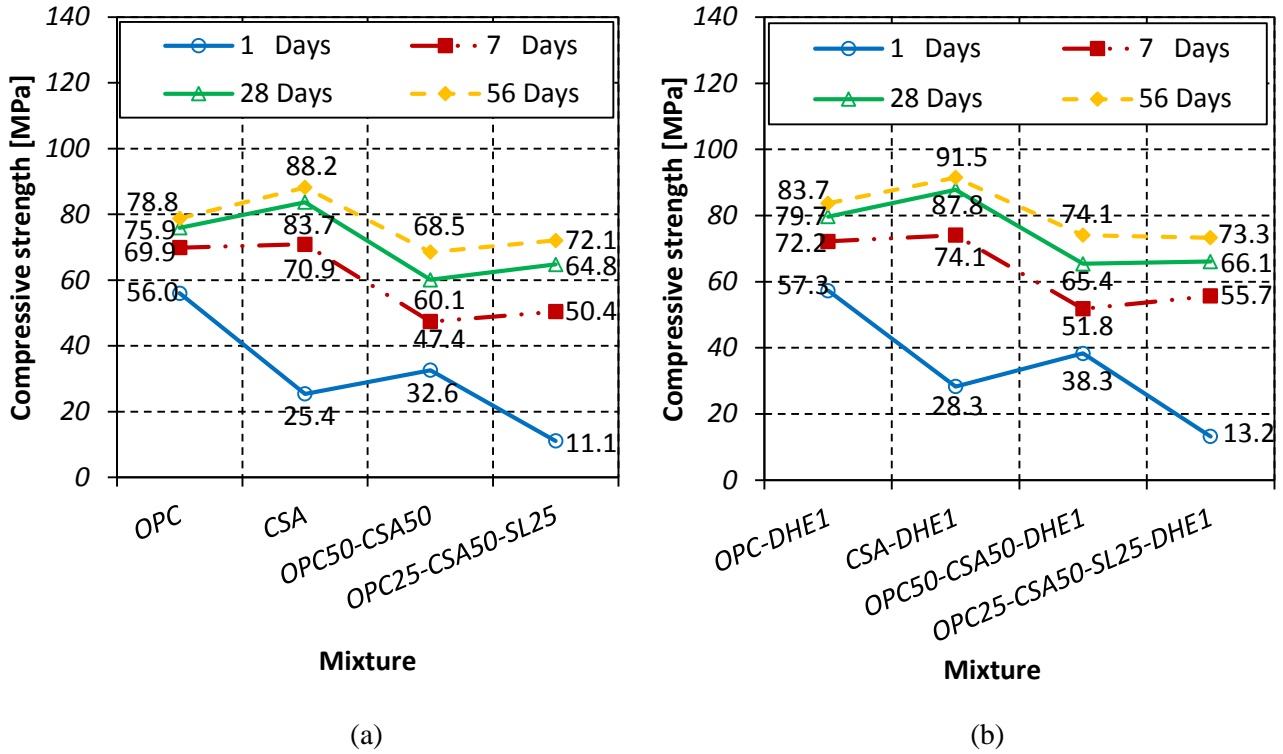 Compressive strength [MPa]
140
120
100
80
60
40
20
0
1 Days
7 Days
28 Days
56 Days
78.8
88.2
68.5
72.1
75.9
83.7
60.1
64.8
69.9
70.9
47.4
50.4
56.0
25.4
32.6
11.1
OPC
CSA
OPC50-CSA50
OPC25-CSA50-SL25
Mixture
(a)
Compressive strength [MPa]
140
120
100
80
60
40
20
0
1 Days
7 Days
28 Days
56 Days
83.7
91.5
74.1
73.3
79.7
87.8
65.4
66.1
72.2
74.1
51.8
55.7
57.3
28.3
38.3
13.2
OPC-DHE1
CSA-DHE1
OPC50-CSA50-DHE1
OPC25-CSA50-SL25-DHE1
Mixture
(b)